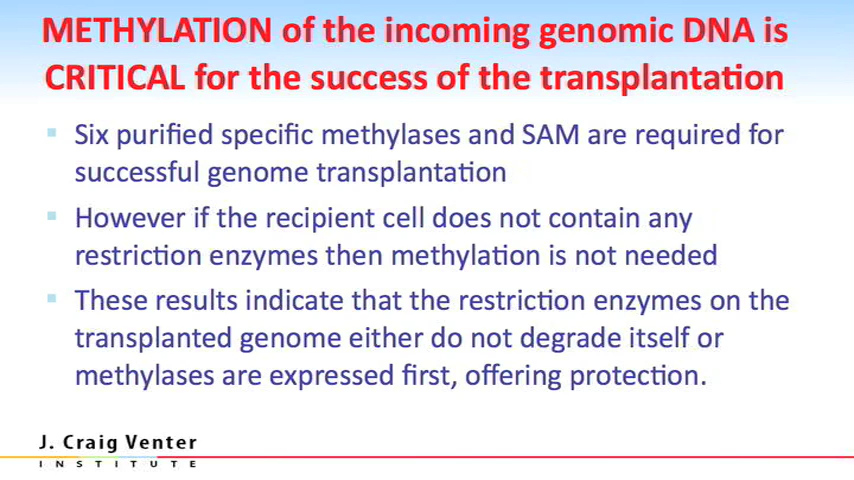 METHYLATION of the incoming genomic DNA is
CRITICAL for the success of the transplantation
Six purified specific methylases and SAM are required for
successful genome transplantation
However if the recipient cell does not contain any
restriction enzymes then methylation is not needed
These results indicate that the restriction enzymes on the
transplanted genome either do not degrade itself or
methylases are expressed first, offering protection.
J. Craig Venter
INSTITUTE